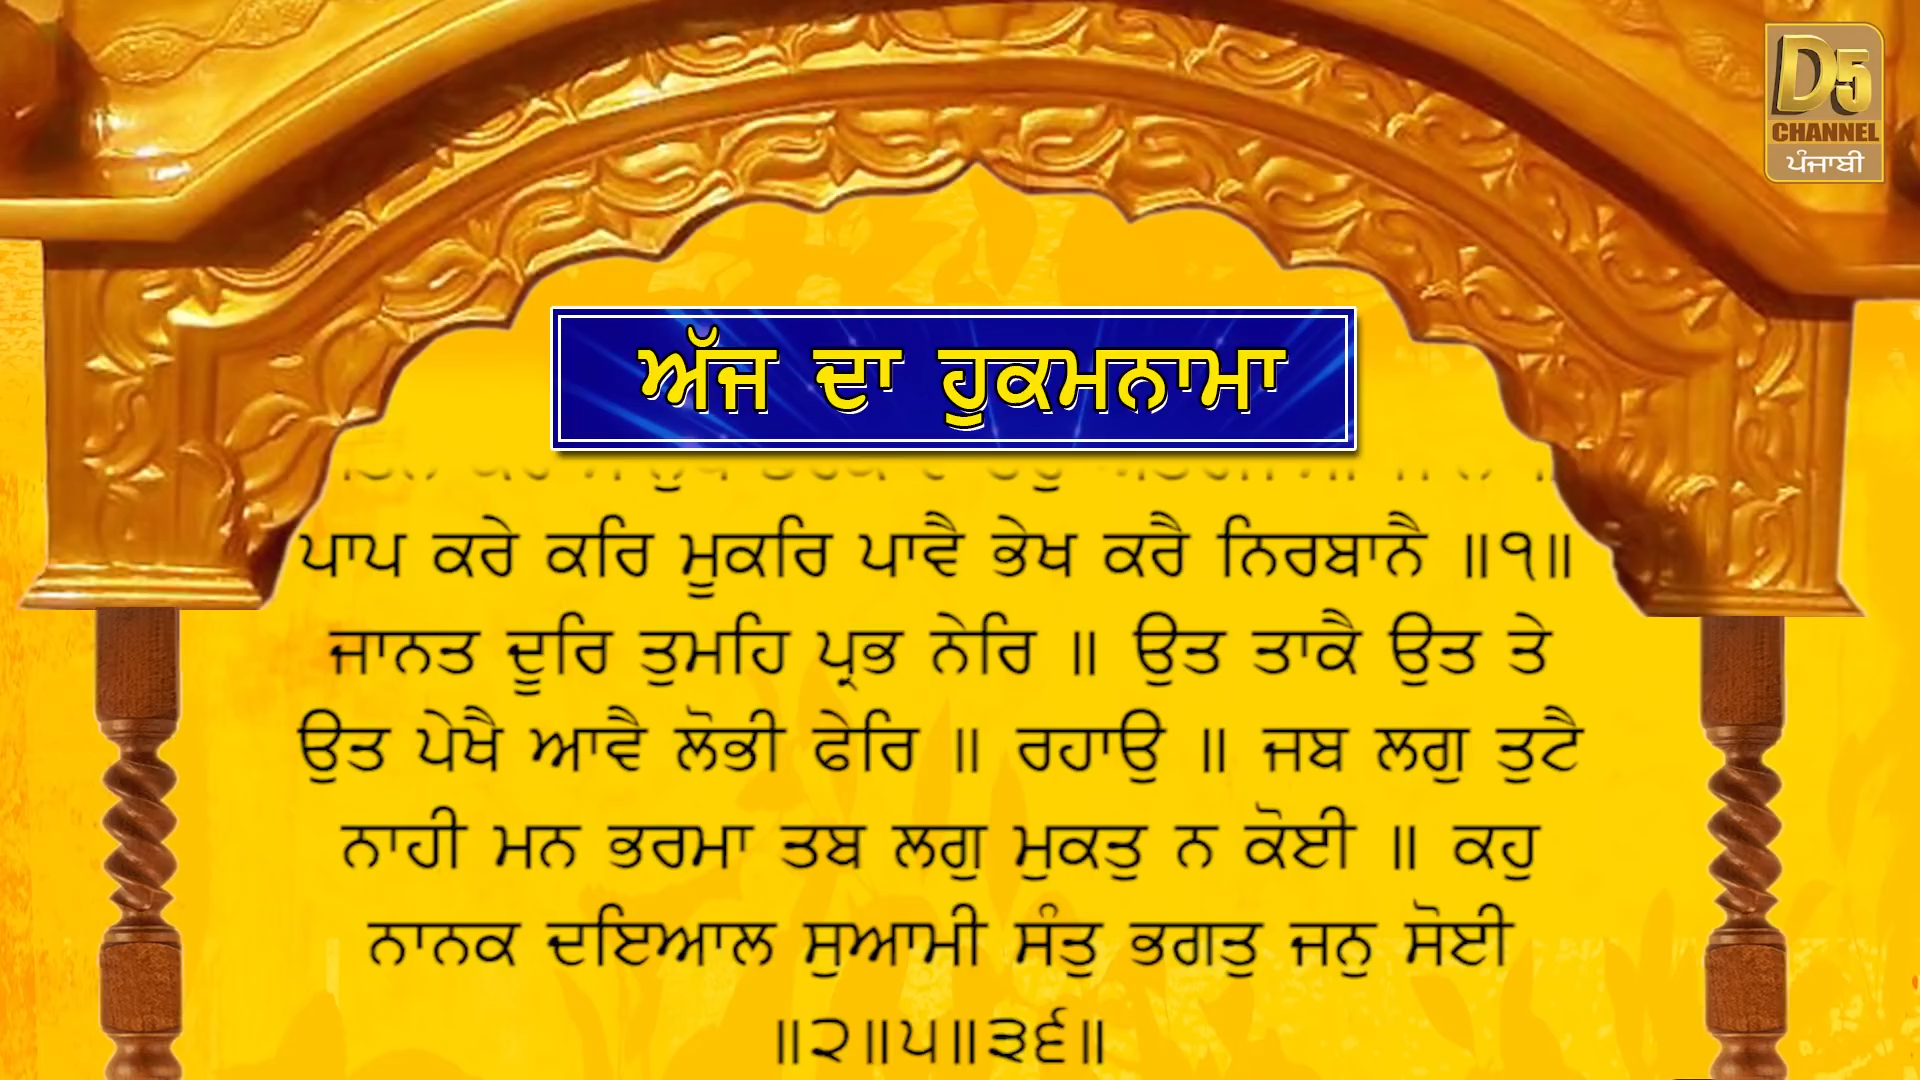 D5
CHANNEL
ਪੰਜਾਬੀ
ਅੱਜ ਦਾ ਹੁਕਮਨਾਮਾ
ਪਾਪ ਕਰੇ ਕਰਿ ਮੂਕਰਿ ਪਾਵੈ ਭੇਖ ਕਰੈ ਨਿਰਬਾਨੈ ॥੧॥
ਜਾਨਤ ਦੂਰਿ ਤੁਮਹਿ ਪ੍ਰਭ ਨੇਰਿ ॥ ਉਤ ਤਾਕੈ ਉਤ ਤੇ
ਉਤ ਪੇਖੈ ਆਵੈ ਲੋਭੀ ਫੇਰਿ ॥ ਰਹਾਉ ॥ ਜਬ ਲਗੁ ਤੁਟੈ
ਨਾਹੀ ਮਨ ਭਰਮਾ ਤਬ ਲਗੁ ਮੁਕਤੁ ਨ ਕੋਈ ॥ ਕਹੁ
ਨਾਨਕ ਦਇਆਲ ਸੁਆਮੀ ਸੰਤੁ ਭਗਤੁ ਜਨੁ ਸੋਈ
॥੨॥੫॥੩੬॥